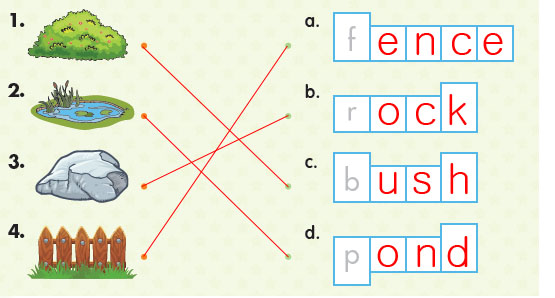 1. a. fence
2. b. rock
3. c. bush
4. d. pond